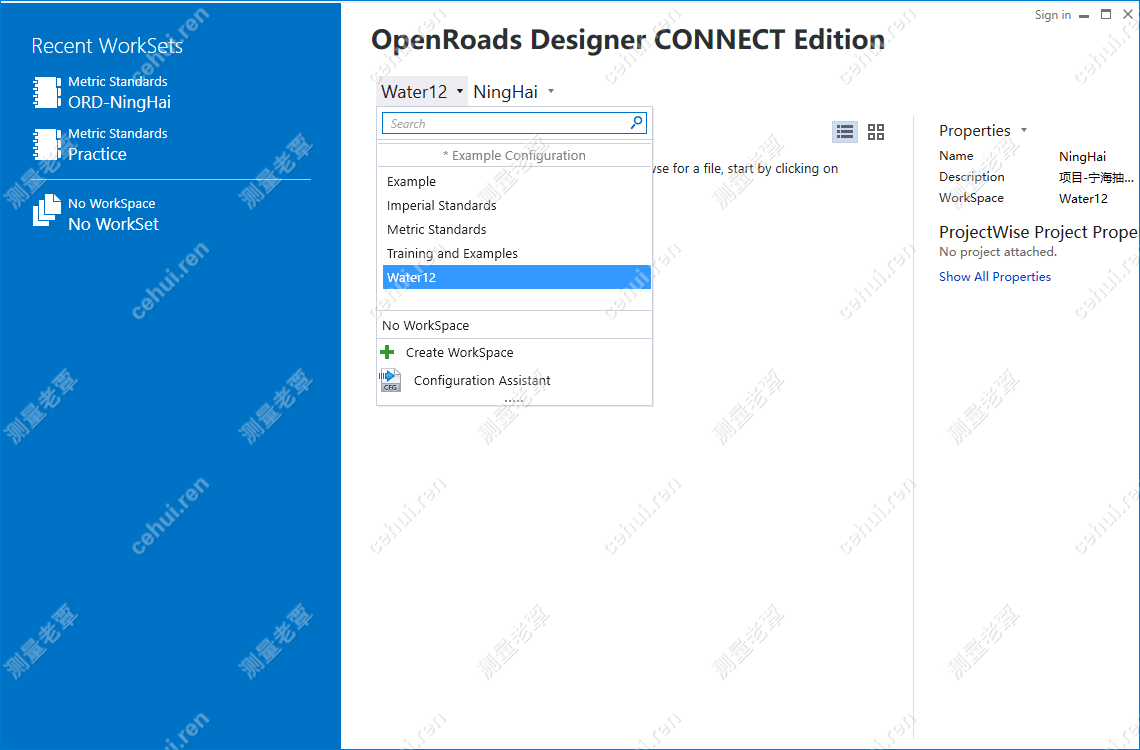 Sign in
Recent WorkSets
Metric Standards
ORD-NingHai
Metric Standards
Practice
No WorkSpace
No WorkSet
OpenRoads Designer CONNECT Edition
Water12 NingHai
Search
* Example Configuration
Example
Imperial Standards
Metric Standards
Training and Examples
Water12
No WorkSpace
Create WorkSpace
CFG
Configuration Assistant
wse for a file, start by clicking on
Properties
Name NingHai
Description 项目-宁海抽...
WorkSpace Water12
ProjectWise Project Prope
No project attached.
Show All Properties
测量老覃
cehui.ren